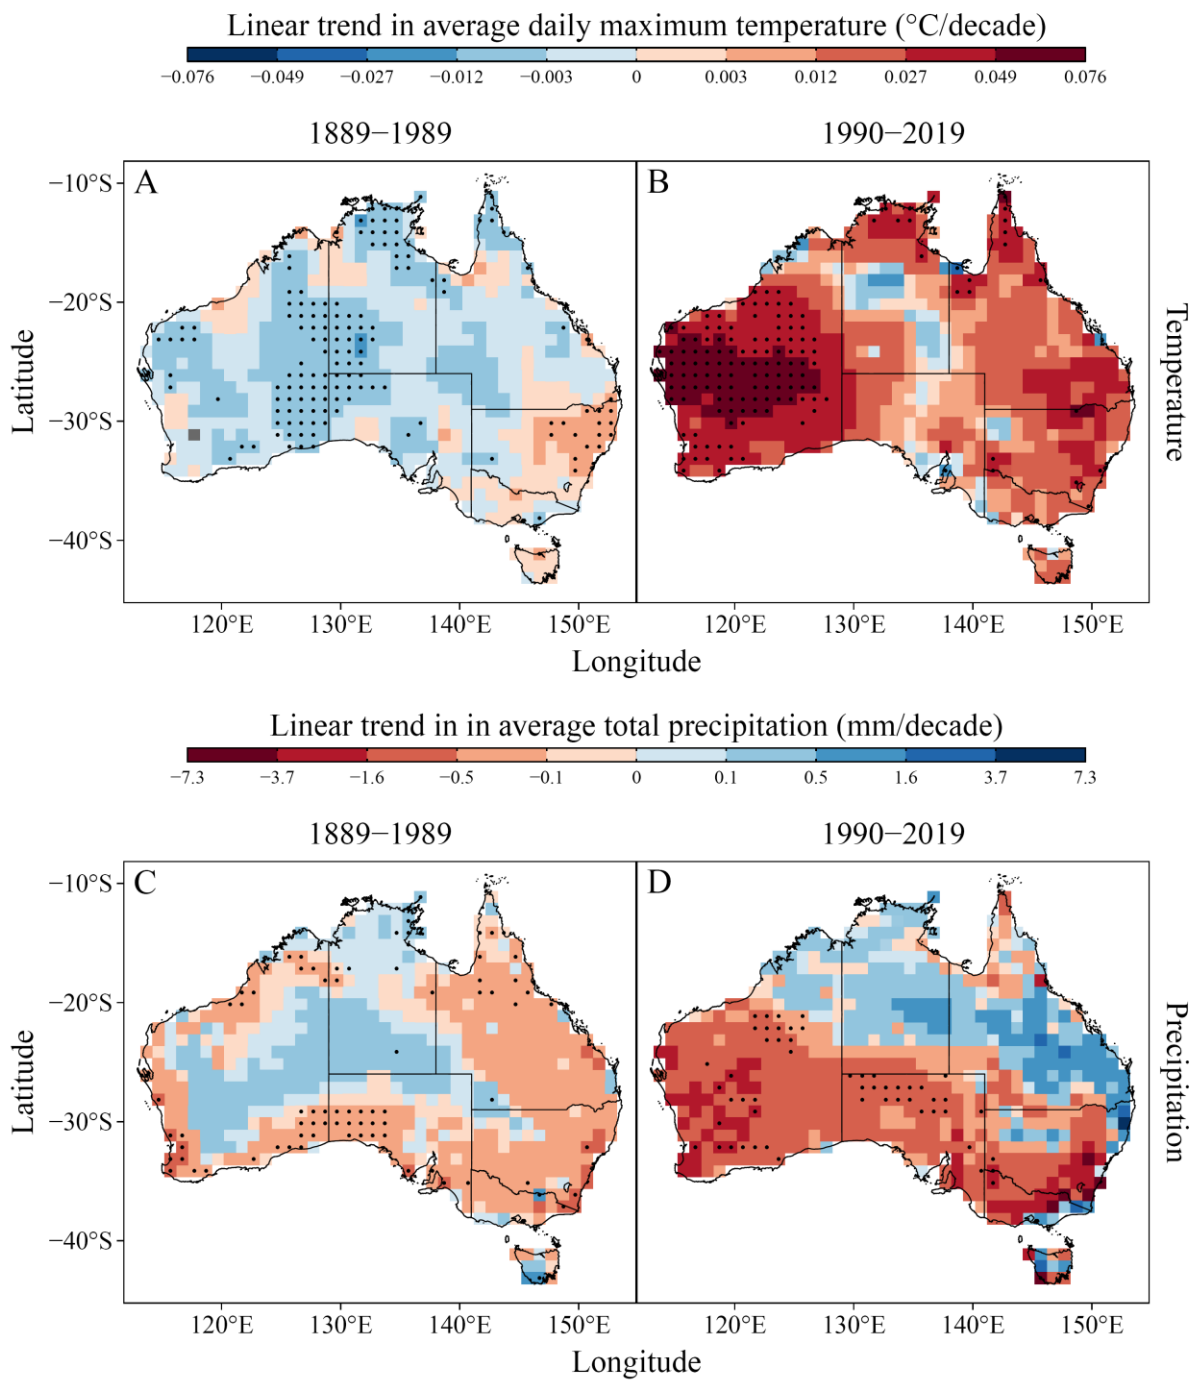 Linear trend in average daily maximum temperature (°C/decade)
−0.076 −0.049 −0.027 −0.012 −0.003 0 0.003 0.012 0.027 0.049 0.076
1889−1989 1990−2019
A B
−10°S
−20°S
−30°S
−40°S
Latitude
Temperature
120°E 130°E 140°E 150°E 120°E 130°E 140°E 150°E
Longitude
Linear trend in in average total precipitation (mm/decade)
−7.3 −3.7 −1.6 −0.5 −0.1 0 0.1 0.5 1.6 3.7 7.3
1889−1989 1990−2019
C D
−10°S
−20°S
−30°S
−40°S
Latitude
Precipitation
120°E 130°E 140°E 150°E 120°E 130°E 140°E 150°E
Longitude